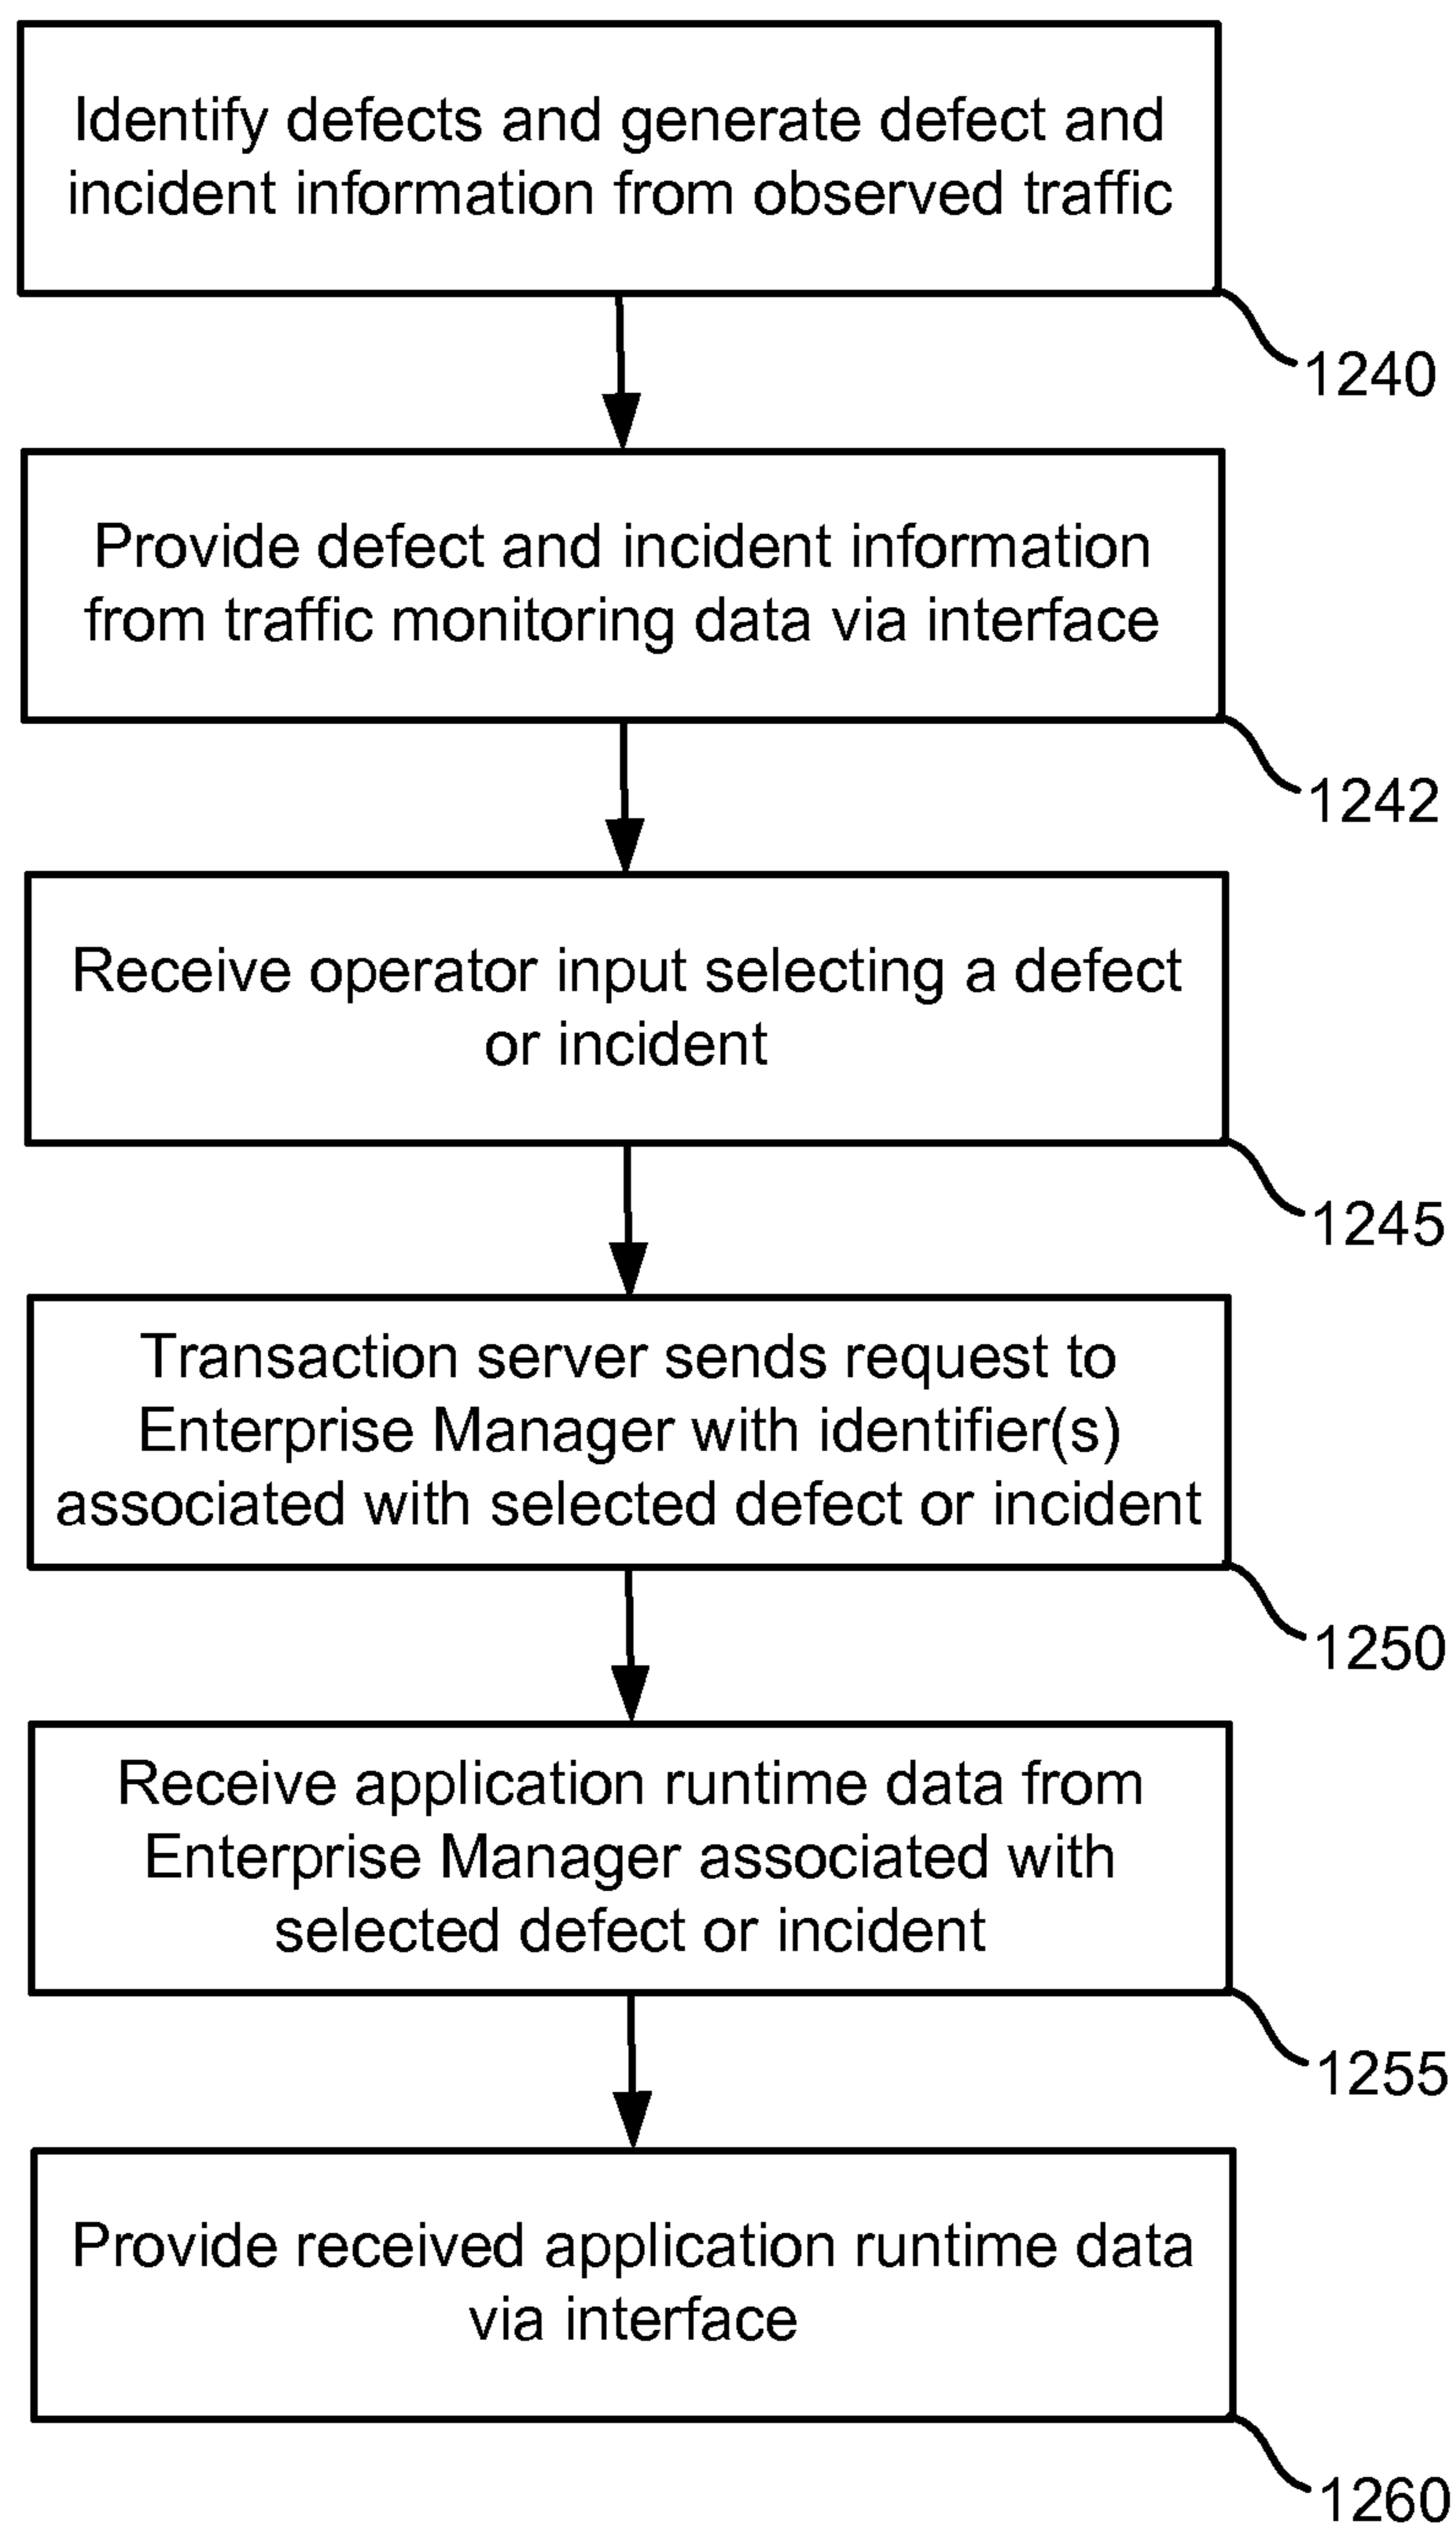 Identify defects and generate defect and
incident information from observed traffic
1240
Provide defect and incident information
from traffic monitoring data via interface
1242
Receive operator input selecting a defect
or incident
1245
Transaction server sends request to
Enterprise Manager with identifier(s)
associated with selected defect or incident
1250
Receive application runtime data from
Enterprise Manager associated with
selected defect or incident
1255
Provide received application runtime data
via interface
1260